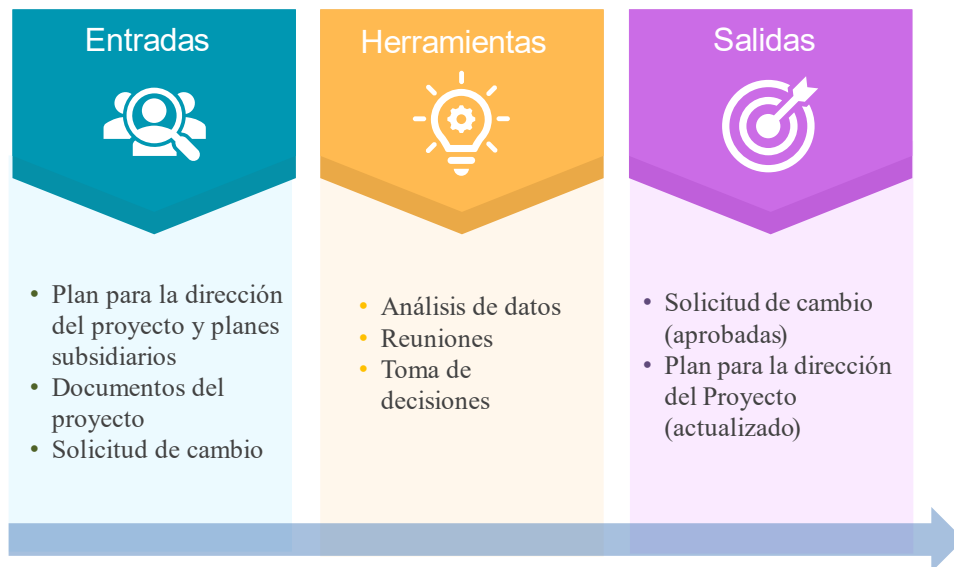 Entradas
Plan para la dirección
del proyecto y planes
subsidiarios
Documentos del
proyecto
Solicitud de cambio
Herramientas
Análisis de datos
Reuniones
Toma de
decisiones
Salidas
Solicitud de cambio
(aprobadas)
Plan para la dirección
del Proyecto
(actualizado)